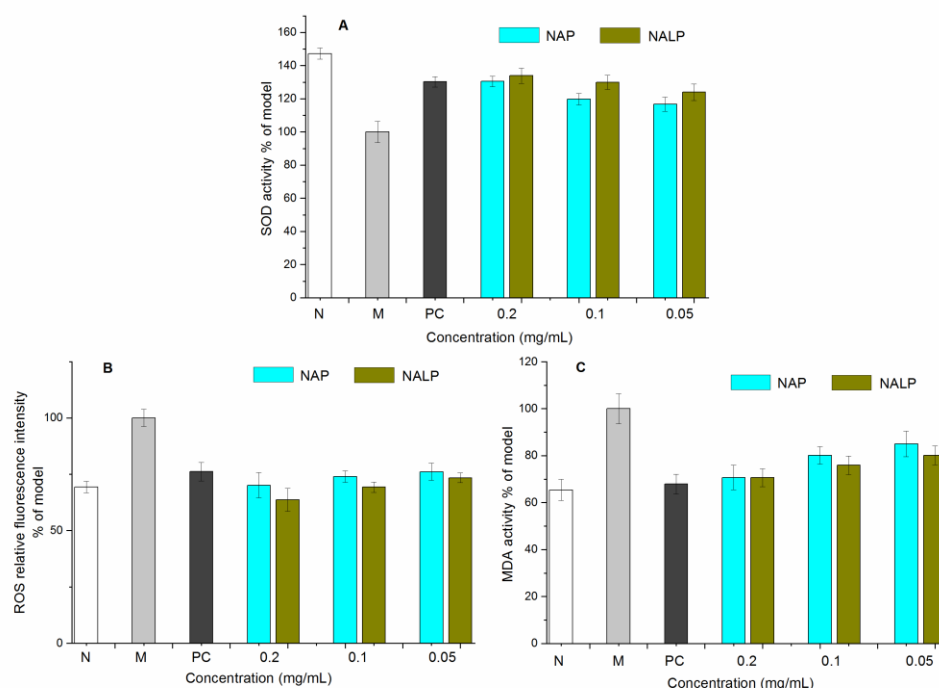 A
NAP NALP
SOD activity % of model
160
140
120
100
80
60
40
20
0
N M PC 0.2 0.1 0.05
Concentration (mg/mL)
B
NAP NALP
ROS relative fluorescence intensity
% of model
100
50
0
N M PC 0.2 0.1 0.05
Concentration (mg/mL)
C
NAP NALP
MDA activity % of model
120
100
80
60
40
20
0
N M PC 0.2 0.1 0.05
Concentration (mg/mL)